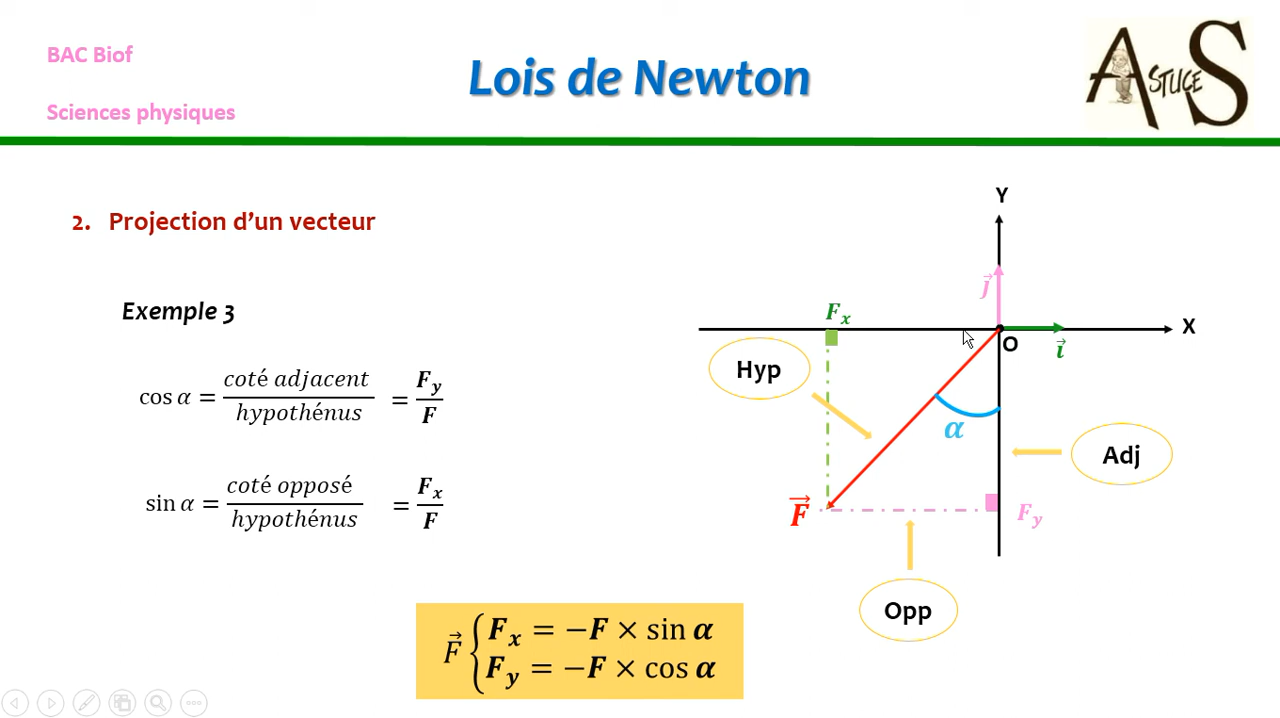 BAC Biof
Sciences physiques
Lois de Newton
ASTUCES
2. Projection d'un vecteur
Exemple 3
cos α = coté adjacent / hypothénus = F_y / F
sin α = coté opposé / hypothénus = F_x / F
F⃗ { F_x = −F × sin α
F_y = −F × cos α
Y
j⃗
F_x
X
O
i⃗
Hyp
α
Adj
F⃗
F_y
Opp